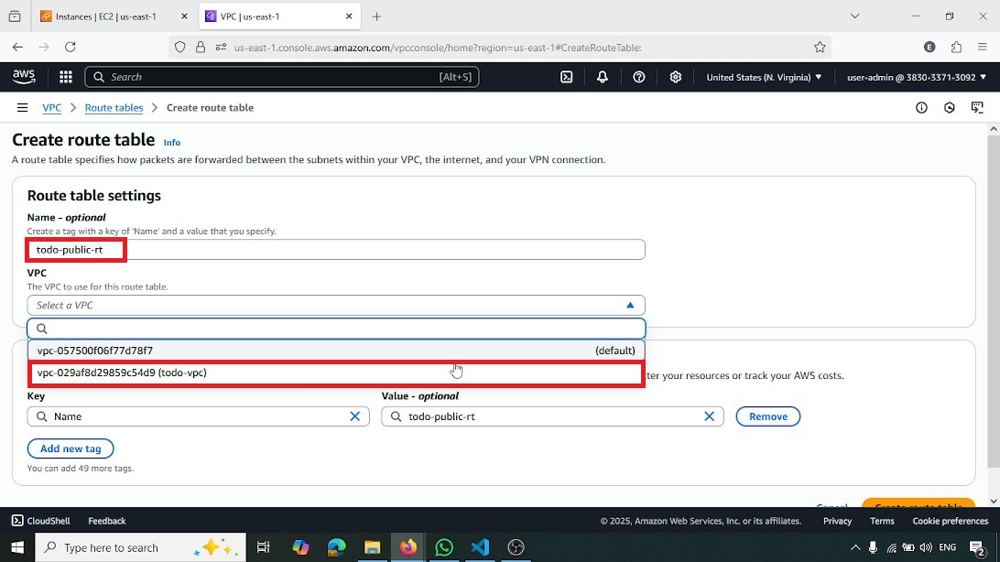 Instances | EC2 | us-east-1
VPC | us-east-1
us-east-1.console.aws.amazon.com/vpcconsole/home?region=us-east-1#CreateRouteTable:
E
aws
Search
[Alt+S]
United States (N. Virginia)
user-admin @ 3830-3371-3092
VPC
Route tables
Create route table
Create route table
Info
A route table specifies how packets are forwarded between the subnets within your VPC, the internet, and your VPN connection.
Route table settings
Name - optional
Create a tag with a key of 'Name' and a value that you specify.
todo-public-rt
VPC
The VPC to use for this route table.
Select a VPC
vpc-057500f06f77d78f7
(default)
vpc-029af8d29859c54d9 (todo-vpc)
ter your resources or track your AWS costs.
Key
Value - optional
Name
todo-public-rt
Remove
Add new tag
You can add 49 more tags.
Cancel
Create route table
CloudShell
Feedback
© 2025, Amazon Web Services, Inc. or its affiliates.
Privacy
Terms
Cookie preferences
Type here to search
ENG
2